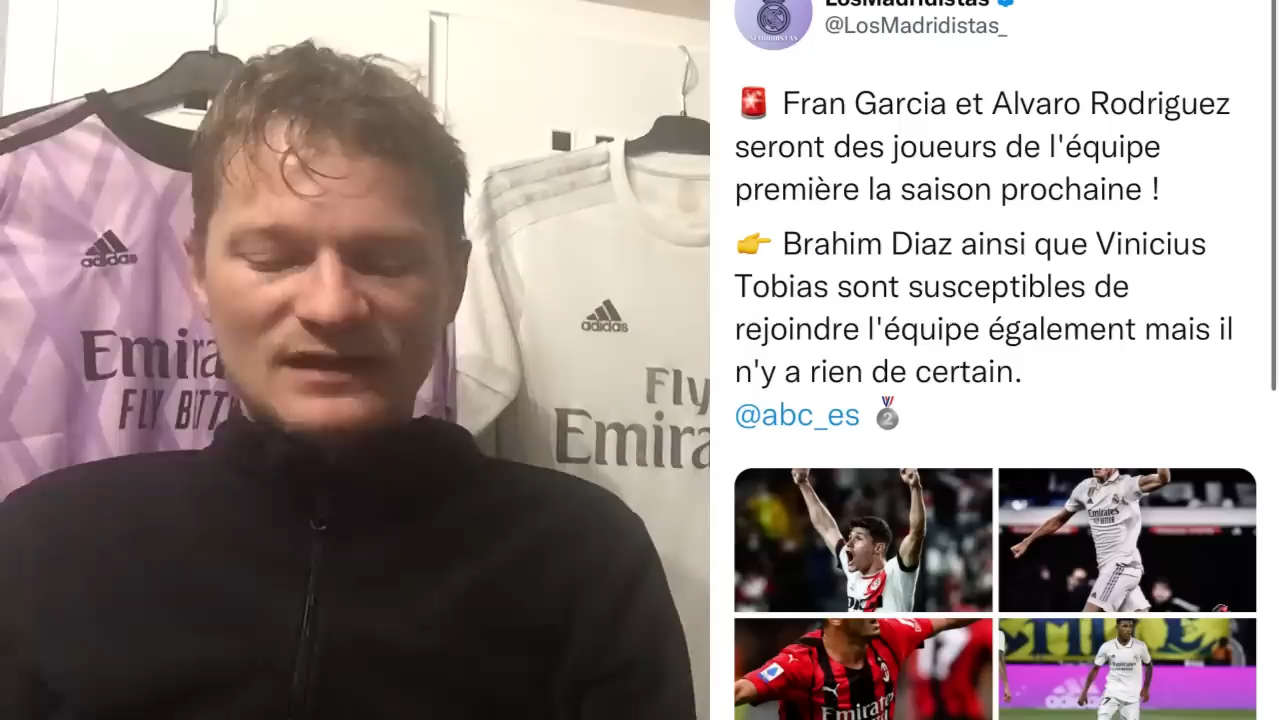 LosMadridistas
@LosMadridistas_
🚨 Fran Garcia et Alvaro Rodriguez
seront des joueurs de l'équipe
première la saison prochaine !
👉 Brahim Diaz ainsi que Vinicius
Tobias sont susceptibles de
rejoindre l'équipe également mais il
n'y a rien de certain.
@abc_es 🥈
adidas
Emira
FLY
adidas
Fly
Emira
Emirates
Emirate